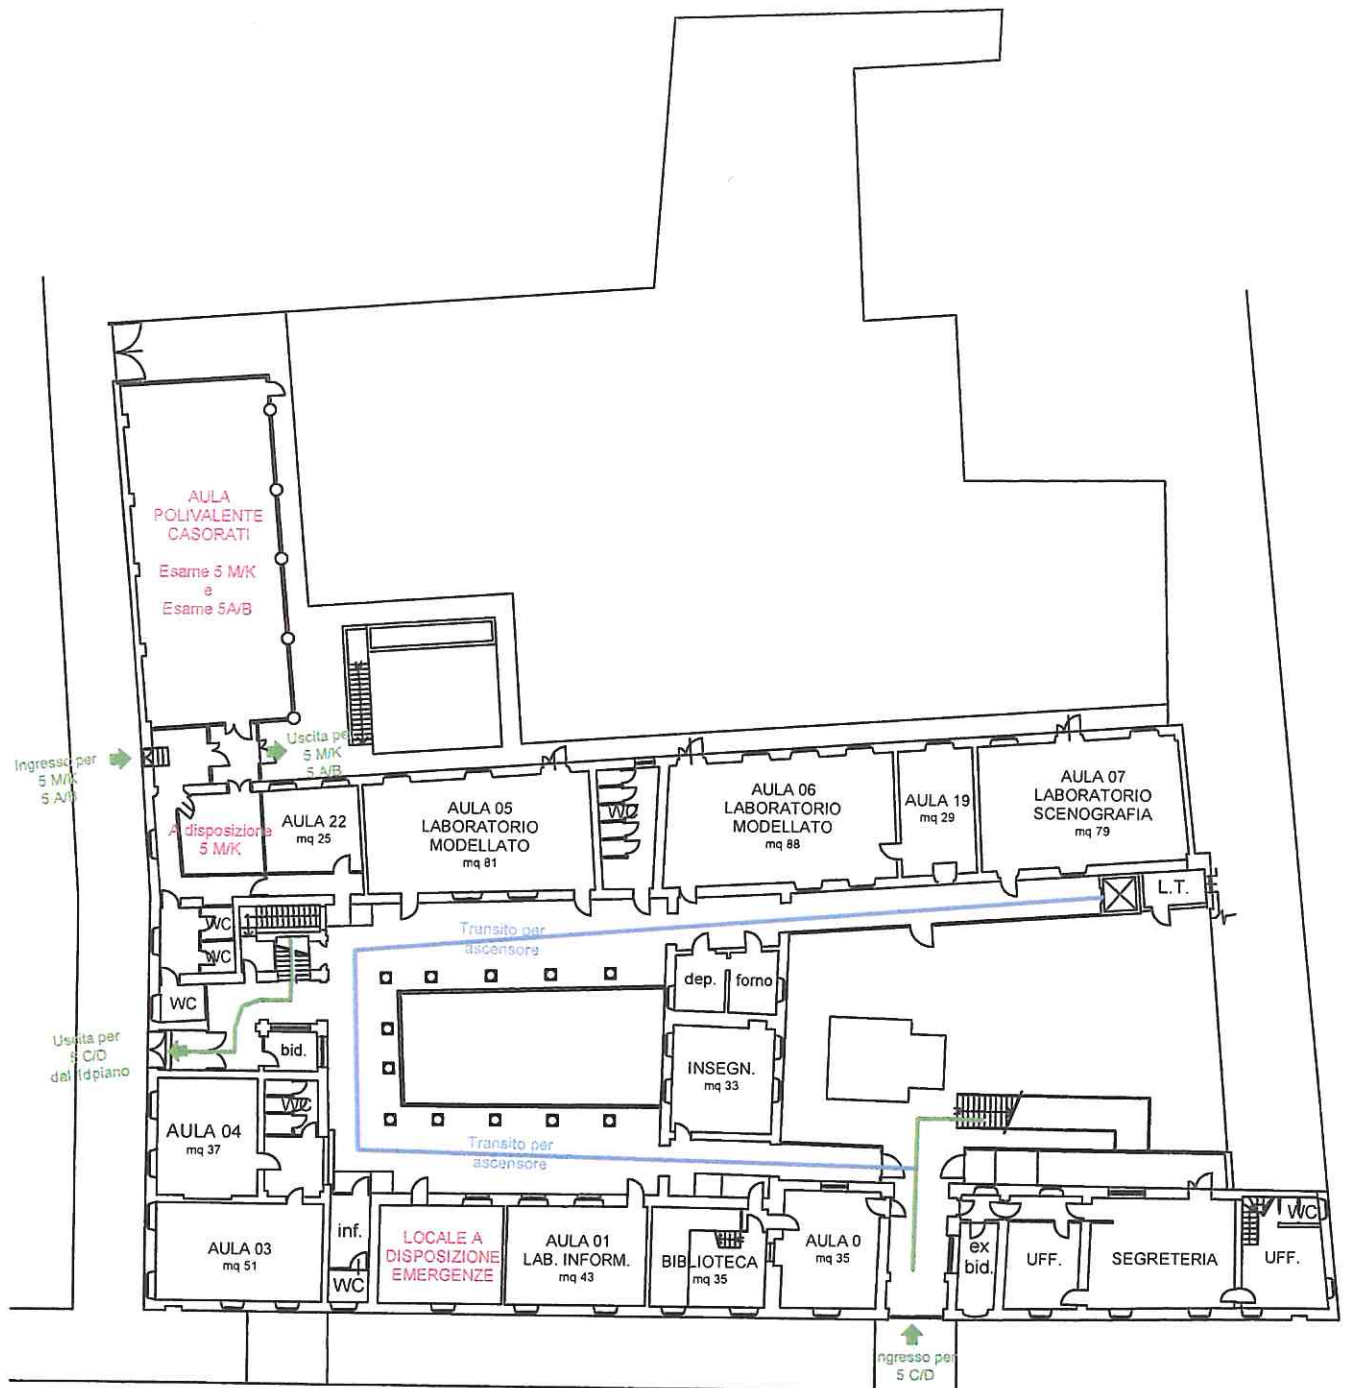 AULA
POLIVALENTE
CASORATI
Esame 5 M/K
e
Esame 5A/B
Ingresso per
5 M/K
5 A/B
Uscita pe
5 M/K
5 A/B
A disposizione
5 M/K
AULA 22
mq 25
AULA 05
LABORATORIO
MODELLATO
mq 81
WC
AULA 06
LABORATORIO
MODELLATO
mq 88
AULA 19
mq 29
AULA 07
LABORATORIO
SCENOGRAFIA
mq 79
L.T.
WC
WC
WC
Transito per
ascensore
dep.
forno
Uscita per
5 C/D
dal 1dpiano
bid.
INSEGN.
mq 33
WC
AULA 04
mq 37
Transito per
ascensore
AULA 03
mq 51
inf.
WC
LOCALE A
DISPOSIZIONE
EMERGENZE
AULA 01
LAB. INFORM.
mq 43
BIBLIOTECA
mq 35
AULA 0
mq 35
ex
bid.
UFF.
SEGRETERIA
WC
UFF.
ngresso per
5 C/D